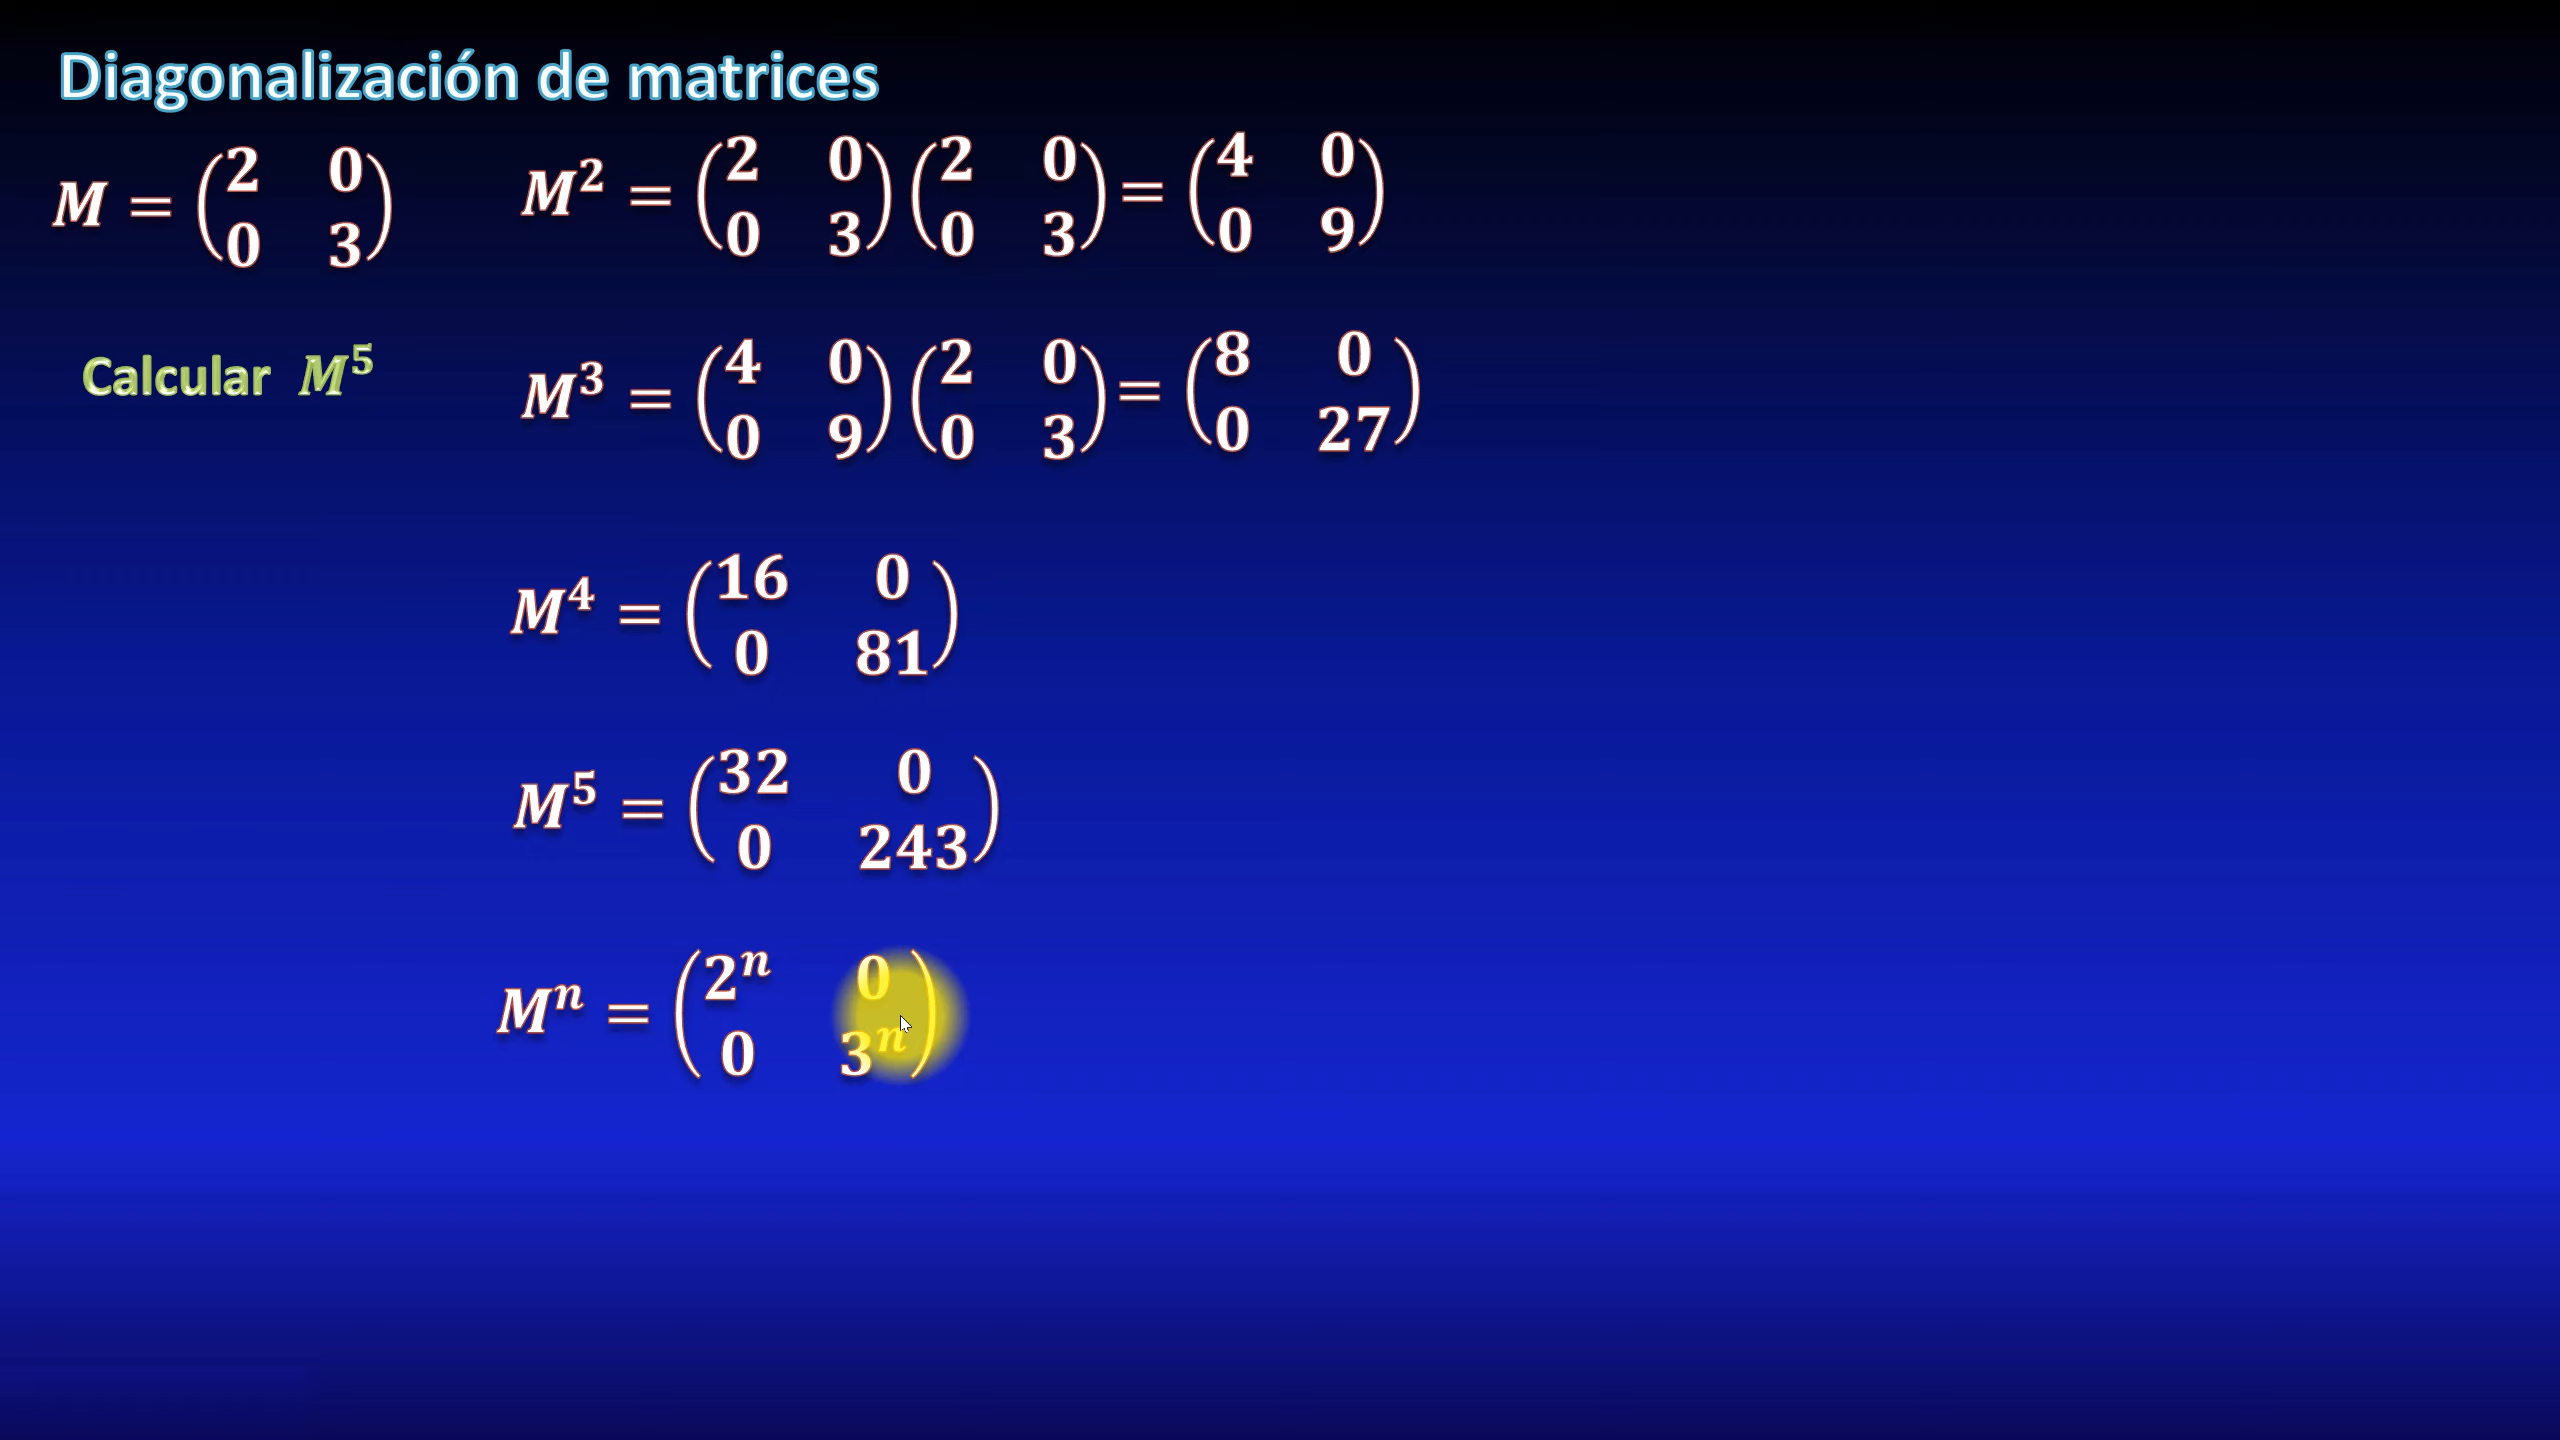 Diagonalización de matrices
M = (2 0
0 3)
M² = (2 0
0 3) (2 0
0 3) = (4 0
0 9)
Calcular M⁵
M³ = (4 0
0 9) (2 0
0 3) = (8 0
0 27)
M⁴ = (16 0
0 81)
M⁵ = (32 0
0 243)
Mⁿ = (2ⁿ 0
0 3ⁿ)